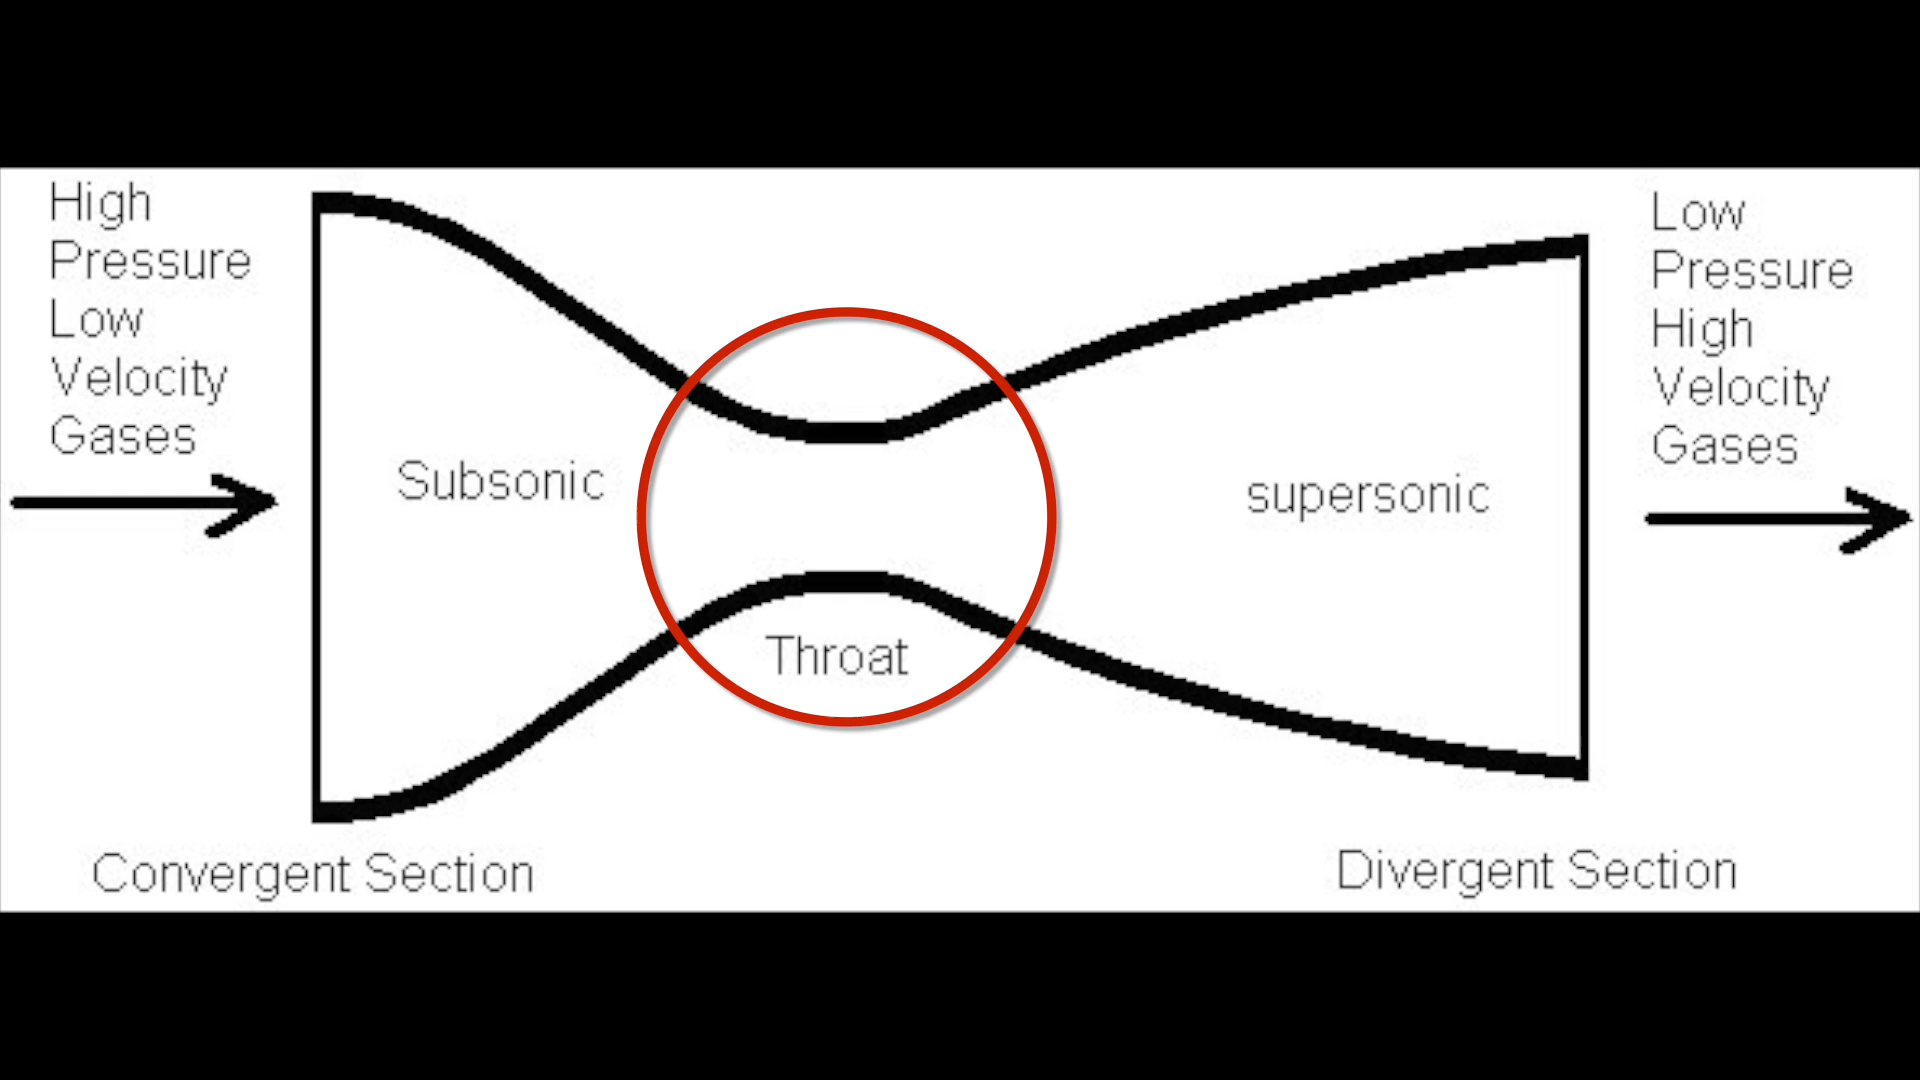 High
Pressure
Low
Velocity
Gases
Subsonic
Throat
supersonic
Low
Pressure
High
Velocity
Gases
Convergent Section
Divergent Section